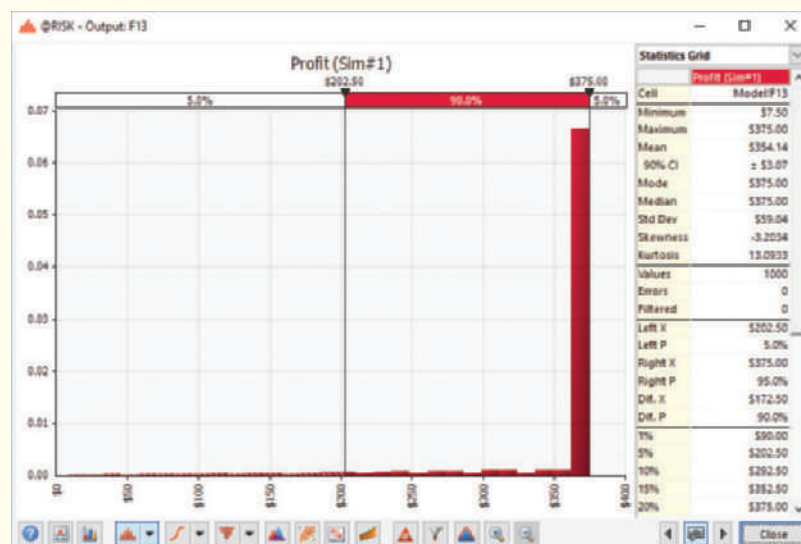 @RISK - Output: F13
Profit (Sim#1)
$202.50 $375.00
5.0% 90.0% 5.0%
0.07
0.06
0.05
0.04
0.03
0.02
0.01
0.00
$0 $50 $100 $150 $200 $250 $300 $350 $400
Statistics Grid
Profit (Sim#1)
Cell Model!F13
Minimum $7.50
Maximum $375.00
Mean $354.14
90% CI ± $3.07
Mode $375.00
Median $375.00
Std Dev $59.04
Skewness -3.2034
Kurtosis 13.0933
Values 1000
Errors 0
Filtered 0
Left X $202.50
Left P 5.0%
Right X $375.00
Right P 95.0%
Dif. X $172.50
Dif. P 90.0%
1% $90.00
5% $202.50
10% $292.50
15% $352.50
20% $375.00
Close